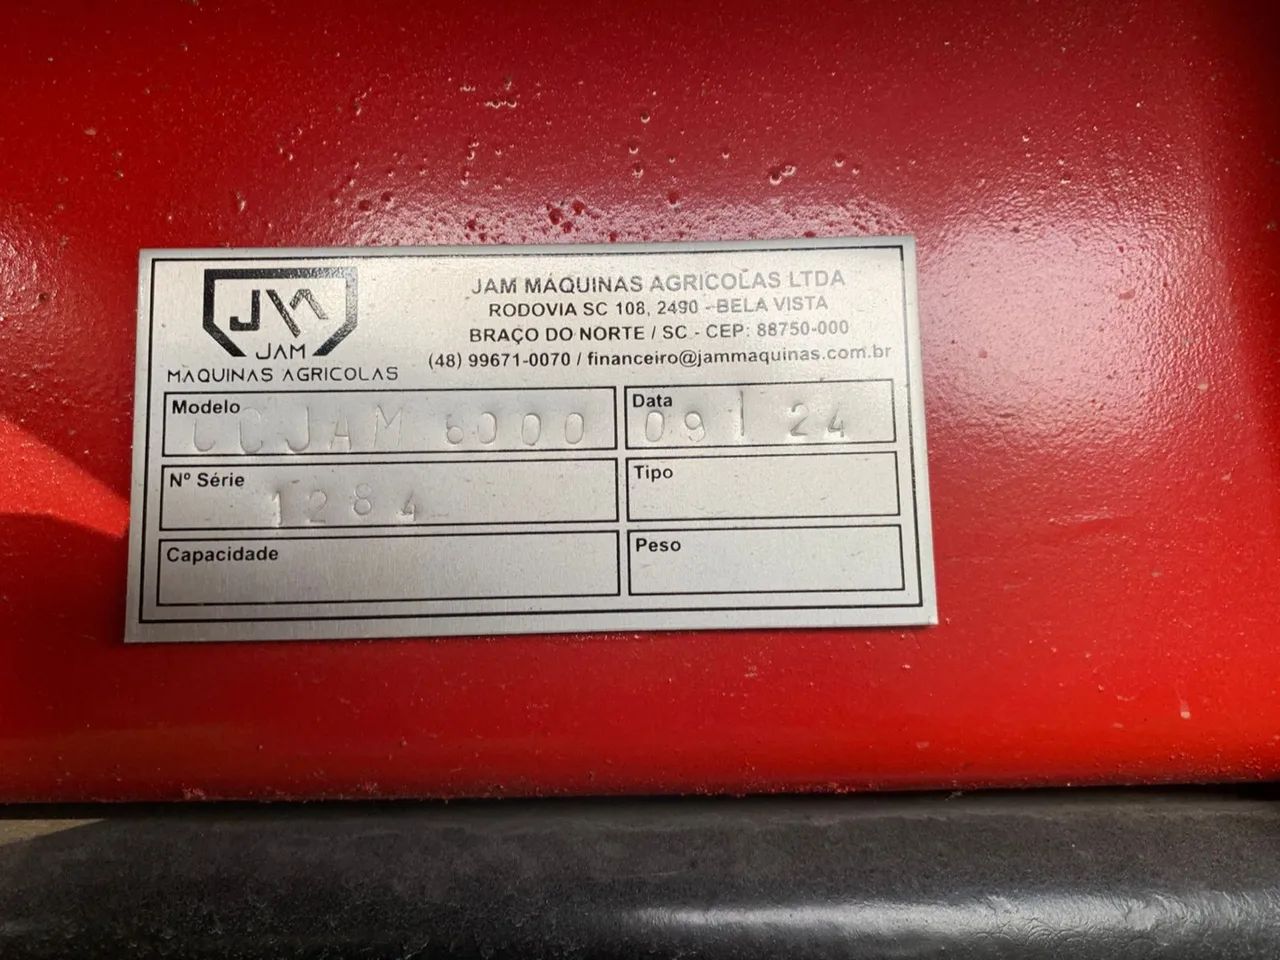 JM
JAM
MÁQUINAS AGRICOLAS
JAM MÁQUINAS AGRICOLAS LTDA
RODOVIA SC 108, 2490 - BELA VISTA
BRAÇO DO NORTE / SC - CEP: 88750-000
(48) 99671-0070 / financeiro@jammaquinas.com.br
Modelo
CCJAM 6000
Data
09/24
Nº Série
1284
Tipo
Capacidade
Peso